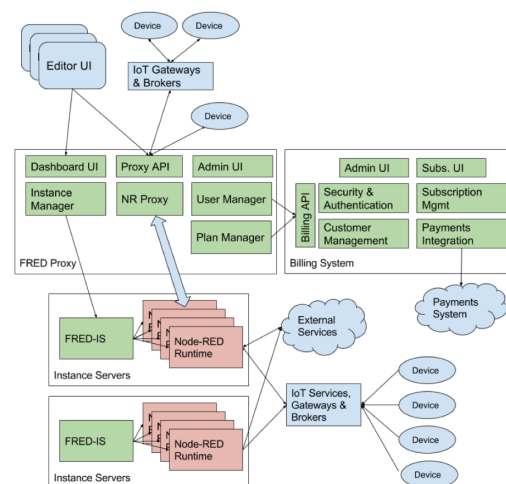 Device
Device
Editor UI
IoT Gateways
& Brokers
Device
Dashboard UI
Proxy API
Admin UI
Instance
Manager
NR Proxy
User Manager
Plan Manager
FRED Proxy
Admin UI
Subs. UI
Billing API
Security &
Authentication
Subscription
Mgmt
Customer
Management
Payments
Integration
Billing System
Payments
System
FRED-IS
Node-RED
Runtime
Instance Servers
External
Services
IoT Services,
Gateways &
Brokers
Device
Device
Device
Device
FRED-IS
Node-RED
Runtime
Instance Servers